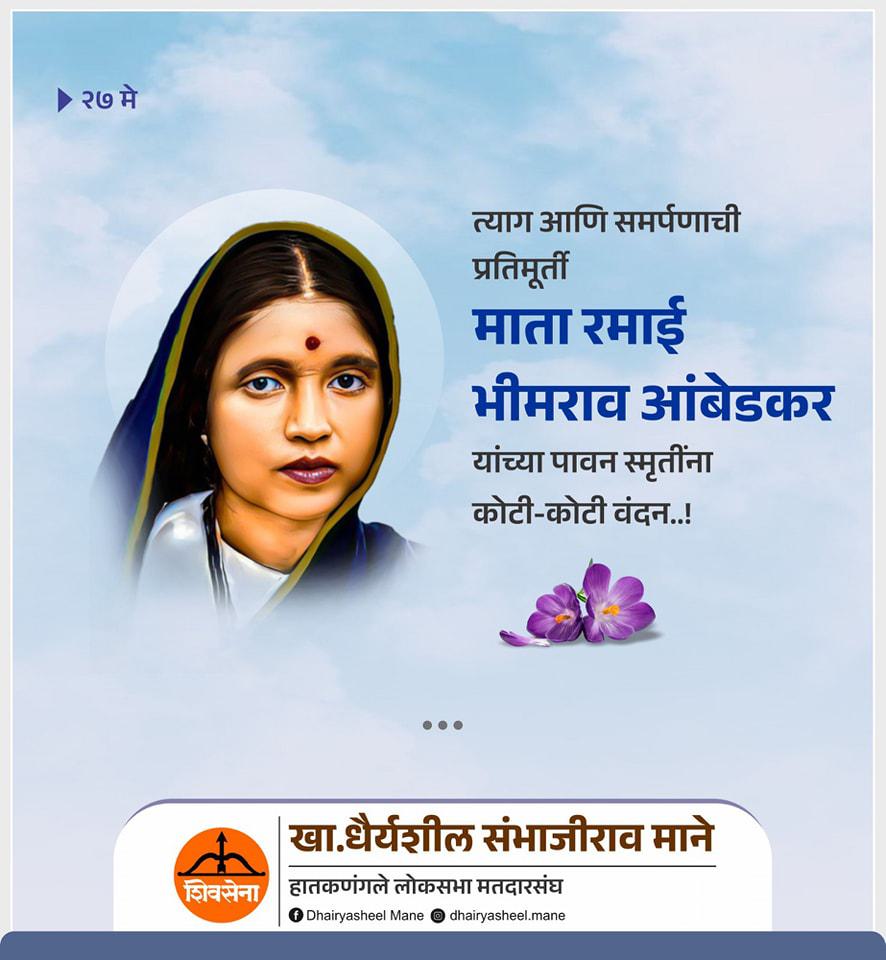 २७ मे
त्याग आणि समर्पणाची
प्रतिमूर्ती
माता रमाई
भीमराव आंबेडकर
यांच्या पावन स्मृतींना
कोटी-कोटी वंदन..!
शिवसेना
खा.धैर्यशील संभाजीराव माने
हातकणंगले लोकसभा मतदारसंघ
Dhairyasheel Mane dhairyasheel.mane